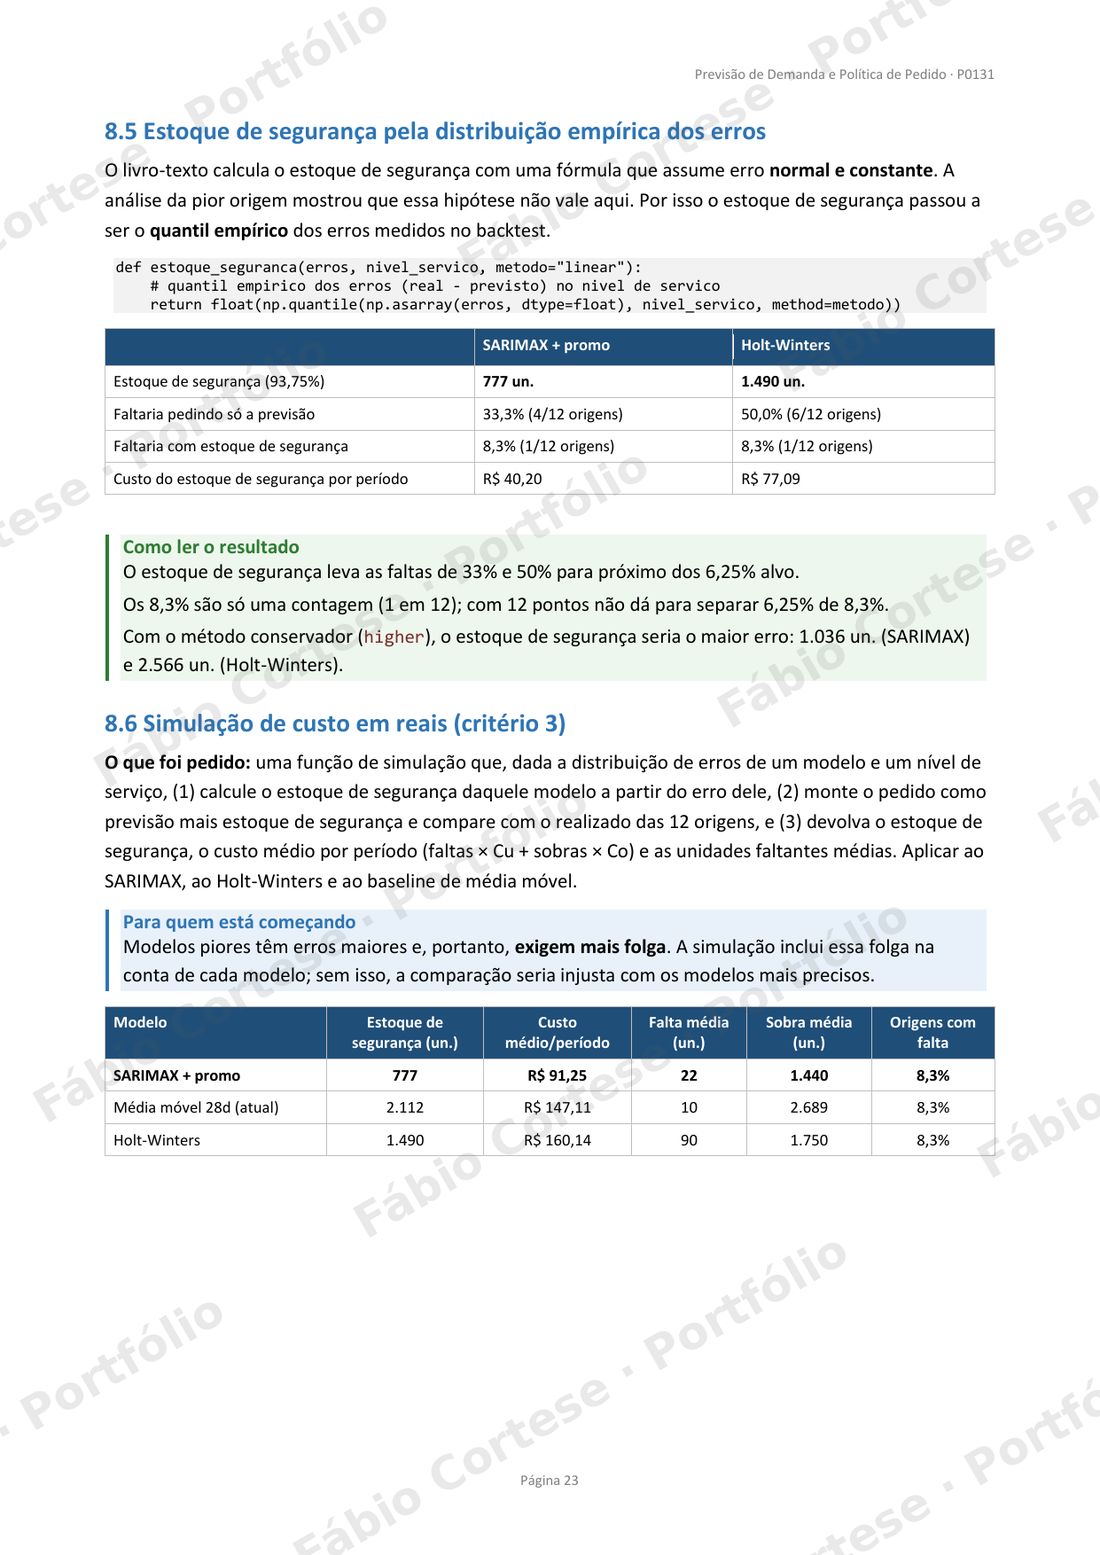 Previsão de Demanda e Política de Pedido · P0131
8.5 Estoque de segurança pela distribuição empírica dos erros
O livro-texto calcula o estoque de segurança com uma fórmula que assume erro normal e constante. A
análise da pior origem mostrou que essa hipótese não vale aqui. Por isso o estoque de segurança passou a
ser o quantil empírico dos erros medidos no backtest.
def estoque_seguranca(erros, nivel_servico, metodo="linear"):
    # quantil empirico dos erros (real - previsto) no nivel de servico
    return float(np.quantile(np.asarray(erros, dtype=float), nivel_servico, method=metodo))
SARIMAX + promo Holt-Winters
Estoque de segurança (93,75%) 777 un. 1.490 un.
Faltaria pedindo só a previsão 33,3% (4/12 origens) 50,0% (6/12 origens)
Faltaria com estoque de segurança 8,3% (1/12 origens) 8,3% (1/12 origens)
Custo do estoque de segurança por período R$ 40,20 R$ 77,09
Como ler o resultado
O estoque de segurança leva as faltas de 33% e 50% para próximo dos 6,25% alvo.
Os 8,3% são só uma contagem (1 em 12); com 12 pontos não dá para separar 6,25% de 8,3%.
Com o método conservador (higher), o estoque de segurança seria o maior erro: 1.036 un. (SARIMAX)
e 2.566 un. (Holt-Winters).
8.6 Simulação de custo em reais (critério 3)
O que foi pedido: uma função de simulação que, dada a distribuição de erros de um modelo e um nível de
serviço, (1) calcule o estoque de segurança daquele modelo a partir do erro dele, (2) monte o pedido como
previsão mais estoque de segurança e compare com o realizado das 12 origens, e (3) devolva o estoque de
segurança, o custo médio por período (faltas × Cu + sobras × Co) e as unidades faltantes médias. Aplicar ao
SARIMAX, ao Holt-Winters e ao baseline de média móvel.
Para quem está começando
Modelos piores têm erros maiores e, portanto, exigem mais folga. A simulação inclui essa folga na
conta de cada modelo; sem isso, a comparação seria injusta com os modelos mais precisos.
Modelo Estoque de segurança (un.) Custo médio/período Falta média (un.) Sobra média (un.) Origens com falta
SARIMAX + promo 777 R$ 91,25 22 1.440 8,3%
Média móvel 28d (atual) 2.112 R$ 147,11 10 2.689 8,3%
Holt-Winters 1.490 R$ 160,14 90 1.750 8,3%
Página 23
Fábio Cortese · Portfólio